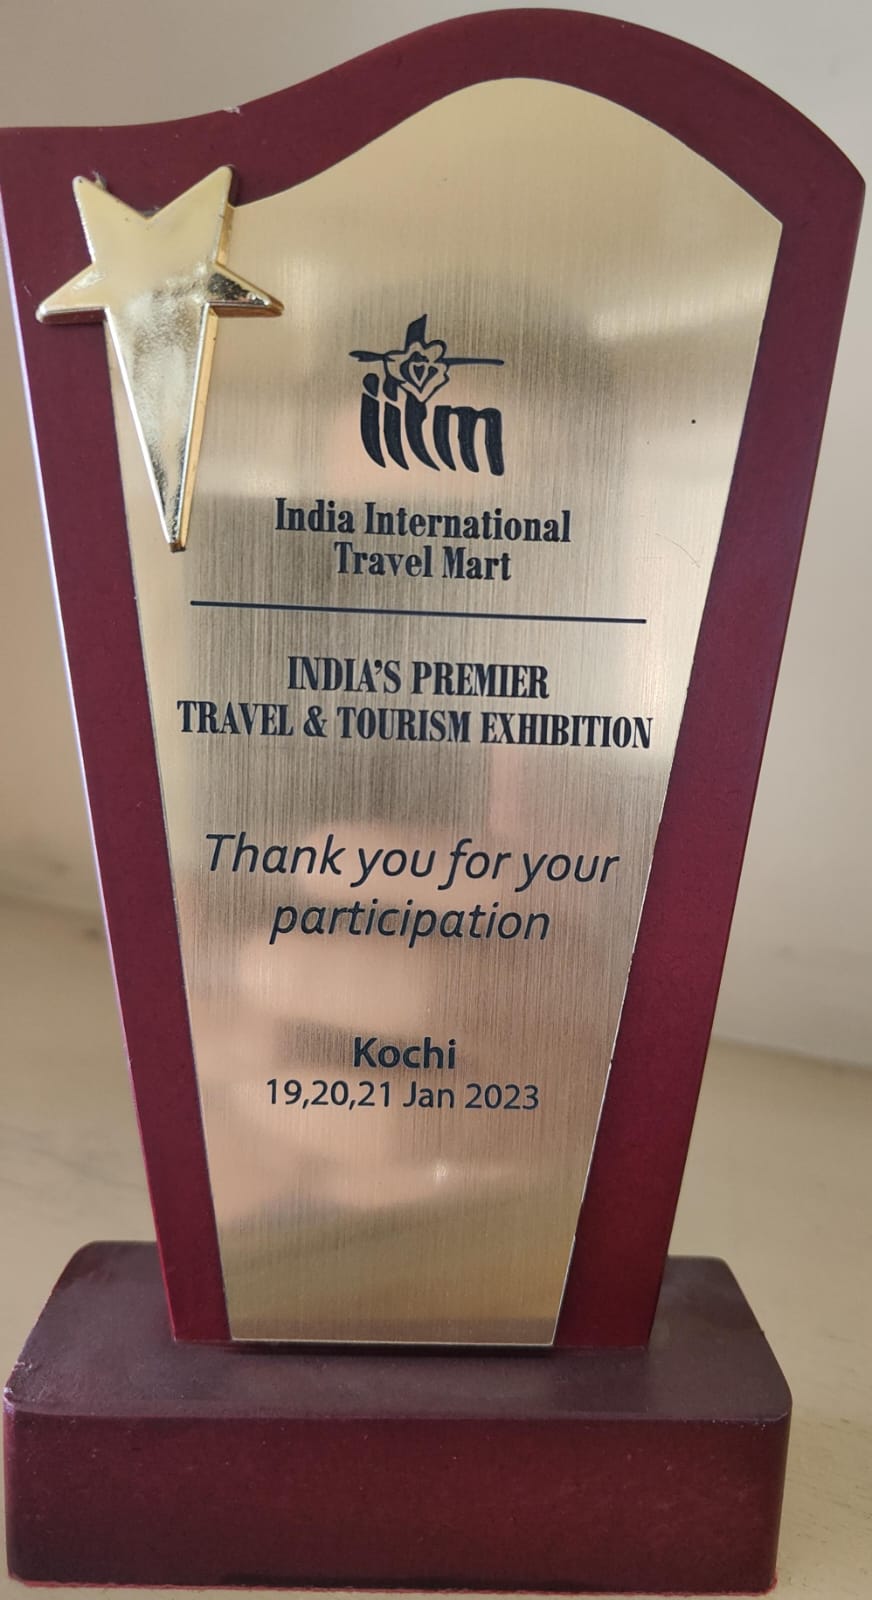 iitm
India International
Travel Mart
INDIA'S PREMIER
TRAVEL & TOURISM EXHIBITION
Thank you for your
participation
Kochi
19,20,21 Jan 2023